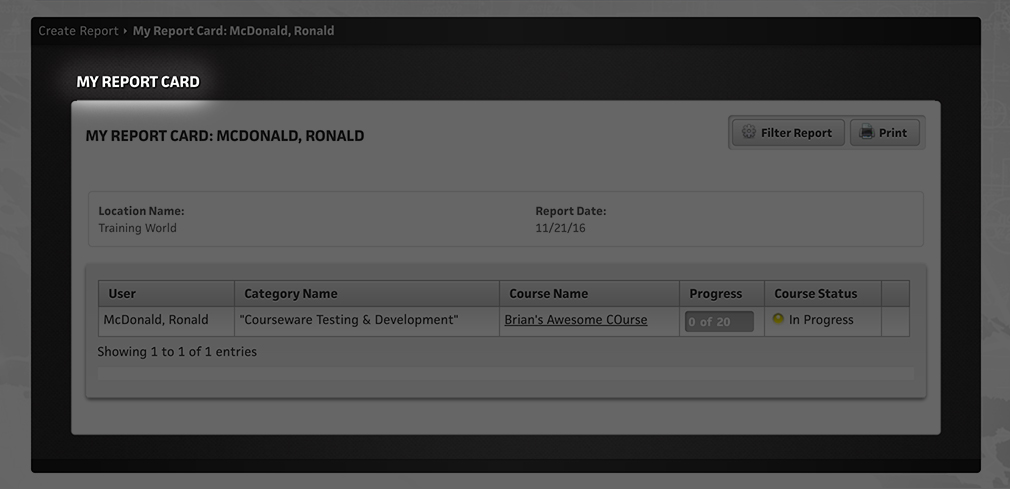 Create Report › My Report Card: McDonald, Ronald
MY REPORT CARD
MY REPORT CARD: MCDONALD, RONALD
Filter Report Print
Location Name: Report Date:
Training World 11/21/16
User Category Name Course Name Progress Course Status
McDonald, Ronald "Courseware Testing & Development" Brian's Awesome COurse 0 of 20 In Progress
Showing 1 to 1 of 1 entries